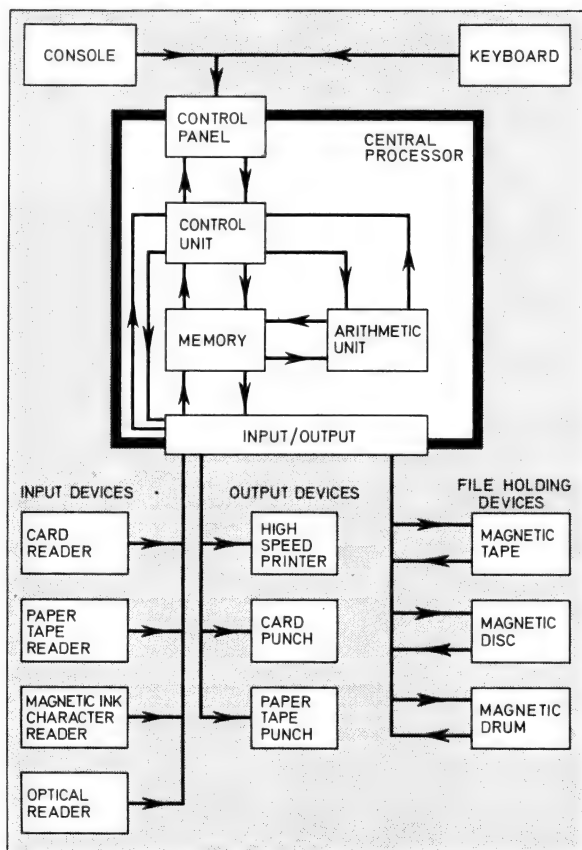 CONSOLE
KEYBOARD
CONTROL
PANEL
CENTRAL
PROCESSOR
CONTROL
UNIT
MEMORY
ARITHMETIC
UNIT
INPUT/OUTPUT
INPUT DEVICES
CARD
READER
PAPER
TAPE
READER
MAGNETIC INK
CHARACTER
READER
OPTICAL
READER
OUTPUT DEVICES
HIGH
SPEED
PRINTER
CARD
PUNCH
PAPER
TAPE
PUNCH
FILE HOLDING
DEVICES
MAGNETIC
TAPE
MAGNETIC
DISC
MAGNETIC
DRUM